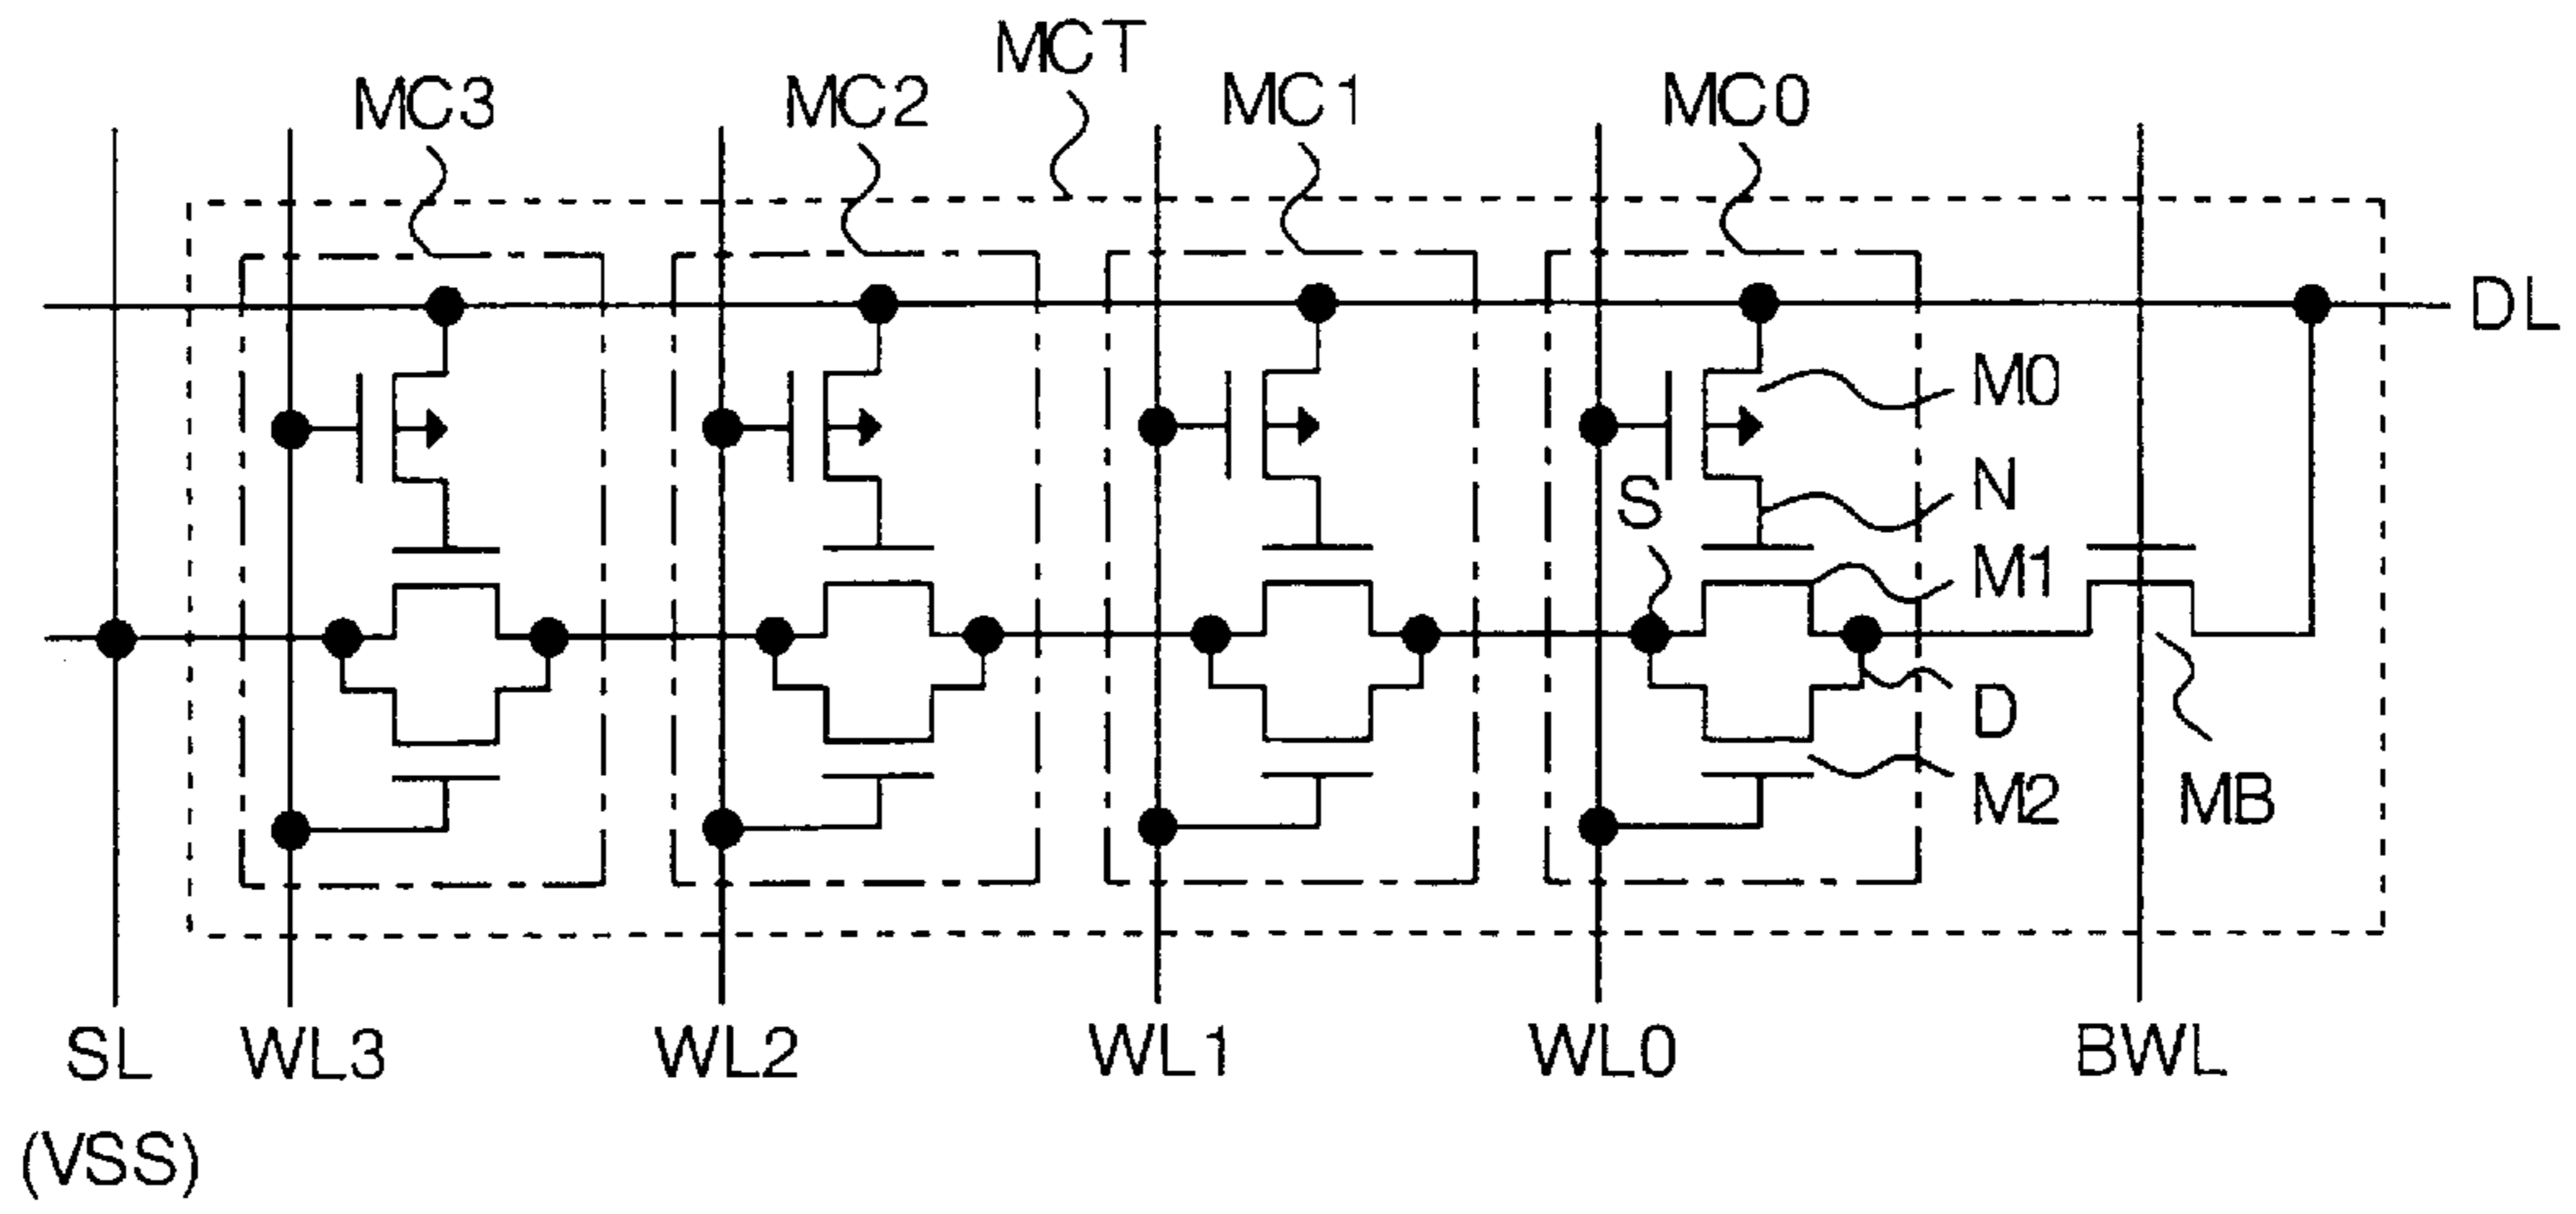 MCT
MC3 MC2 MC1 MC0
DL
M0
S N
M1
D
M2 MB
SL WL3 WL2 WL1 WL0 BWL
(VSS)